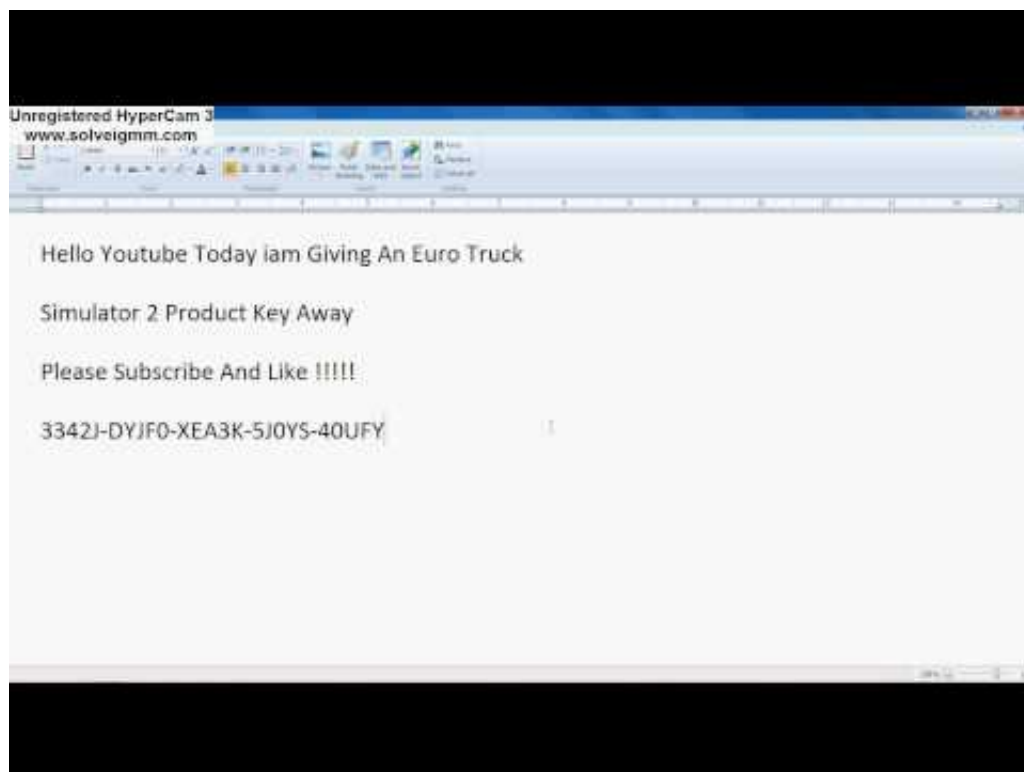 Unregistered HyperCam 3
www.solveigmm.com
Hello Youtube Today iam Giving An Euro Truck
Simulator 2 Product Key Away
Please Subscribe And Like !!!!!
3342J-DYJF0-XEA3K-5J0YS-40UFY